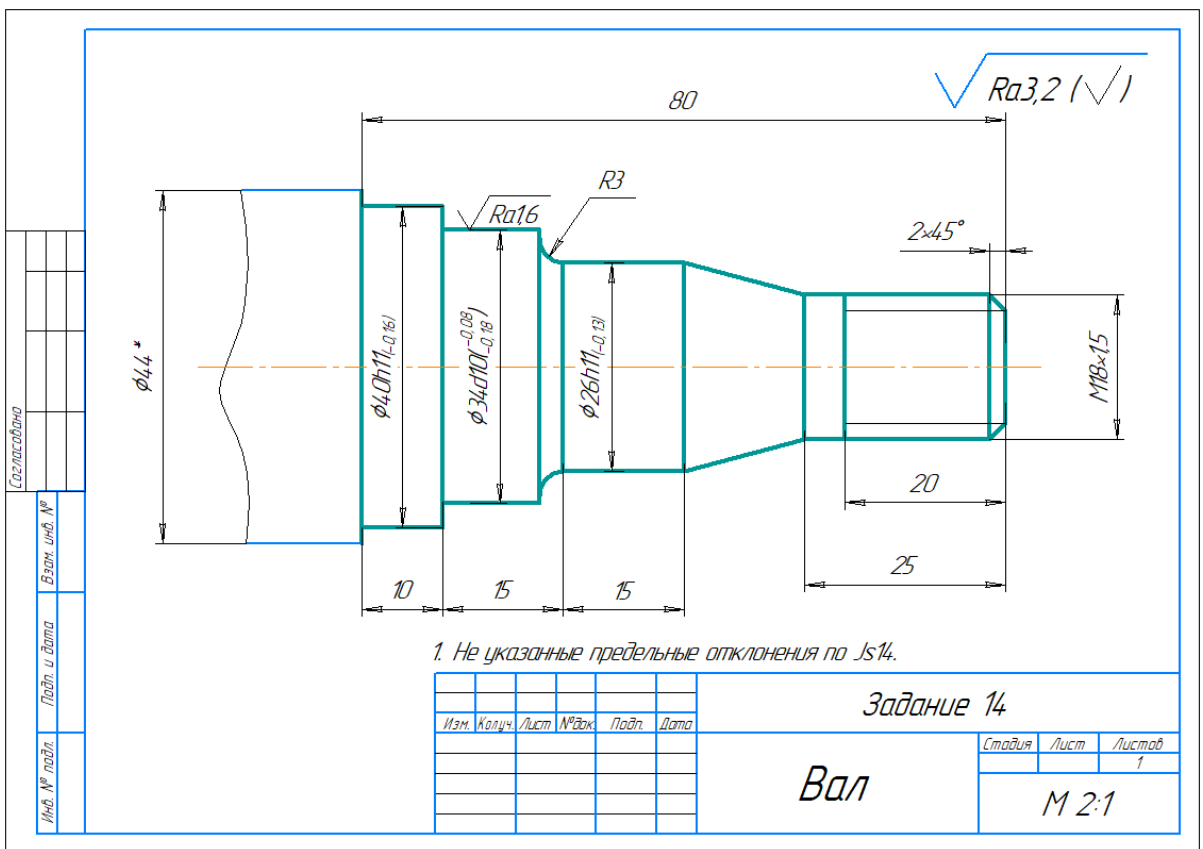 Ra3,2 (√)
80
R3
Ra1,6
2×45°
ϕ44*
ϕ40h11(-0,16)
ϕ34d10(-0,08 -0,18)
ϕ26h11(-0,13)
M18×1,5
20
25
10
15
15
1. Не указанные предельные отклонения по Js14.
Согласовано
Взам. инв. №
Подп. и дата
Инв. № подл.
Изм. Колуч. Лист №док. Подп. Дата
Задание 14
Вал
Стадия Лист Листов
1
М 2:1